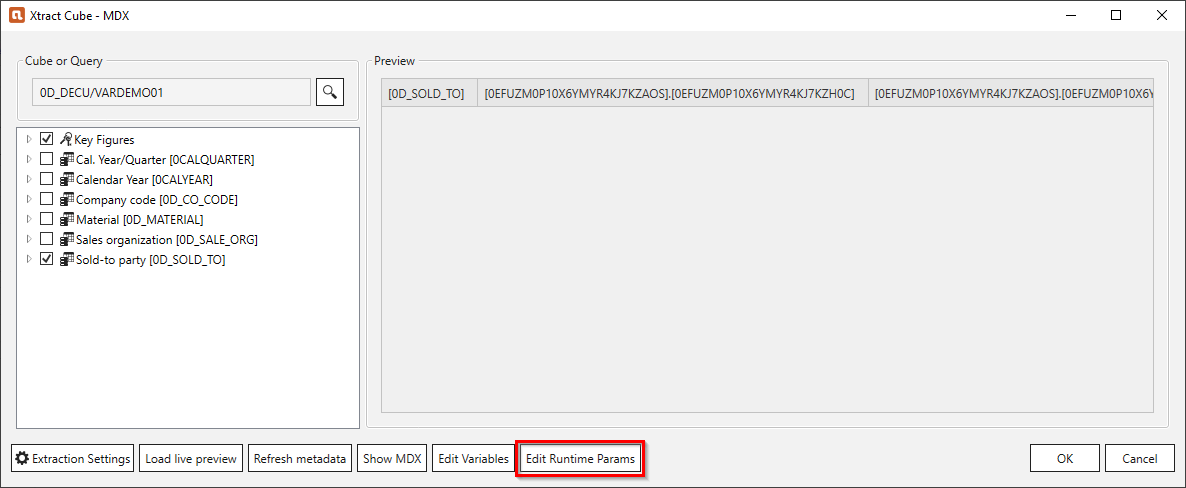 Xtract Cube - MDX
Cube or Query
0D_DECU/VARDEMO01
Key Figures
Cal. Year/Quarter [0CALQUARTER]
Calendar Year [0CALYEAR]
Company code [0D_CO_CODE]
Material [0D_MATERIAL]
Sales organization [0D_SALE_ORG]
Sold-to party [0D_SOLD_TO]
Preview
[0D_SOLD_TO] [0EFUZM0P10X6YMYR4KJ7KZAOS].[0EFUZM0P10X6YMYR4KJ7KZH0C] [0EFUZM0P10X6YMYR4KJ7KZAOS].[0EFUZM0P10X6Y
Extraction Settings Load live preview Refresh metadata Show MDX Edit Variables Edit Runtime Params OK Cancel